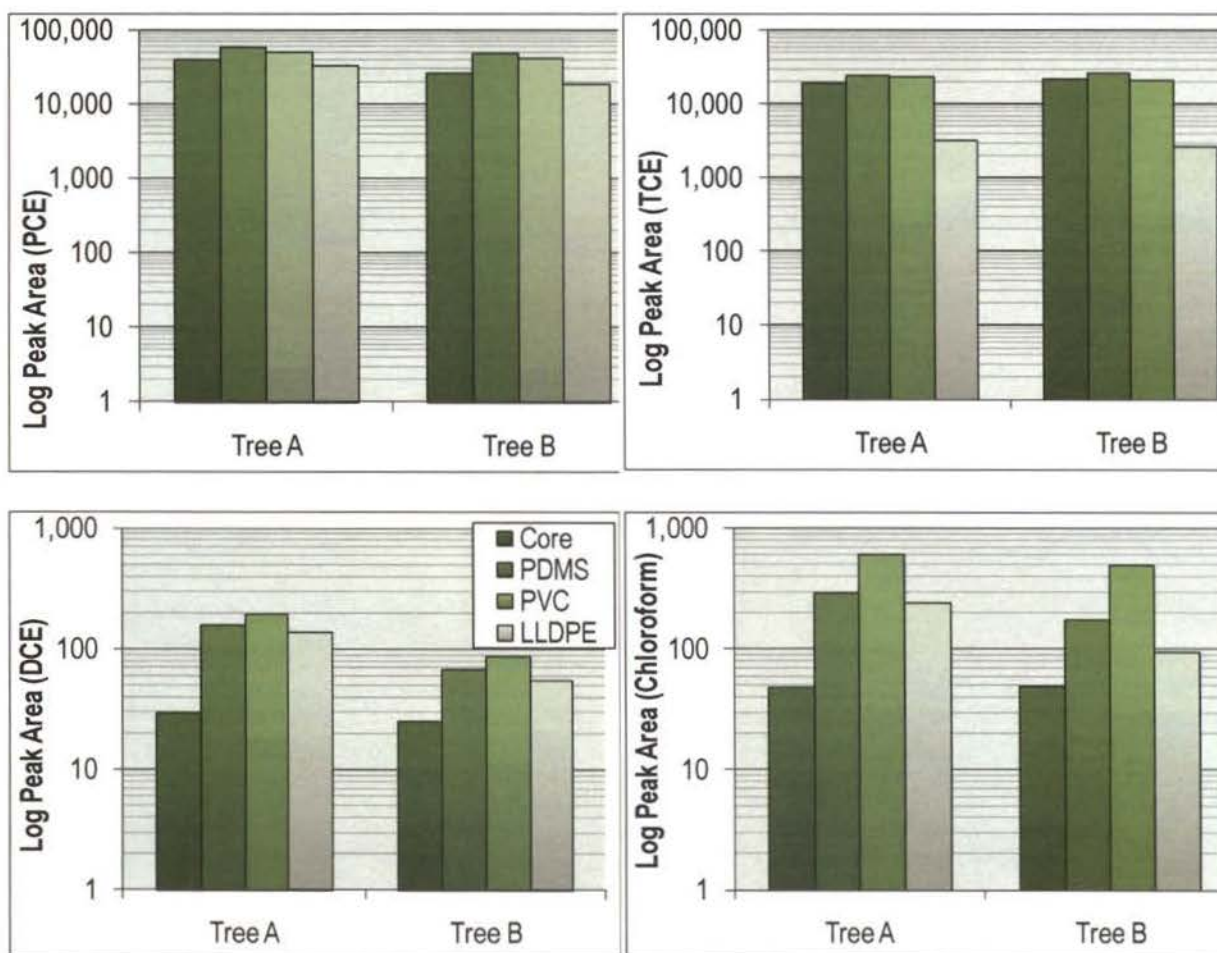 Log Peak Area (PCE)
100,000
10,000
1,000
100
10
1
Tree A
Tree B
Log Peak Area (TCE)
100,000
10,000
1,000
100
10
1
Tree A
Tree B
Log Peak Area (DCE)
1,000
100
10
1
Core
PDMS
PVC
LLDPE
Tree A
Tree B
Log Peak Area (Chloroform)
1,000
100
10
1
Tree A
Tree B